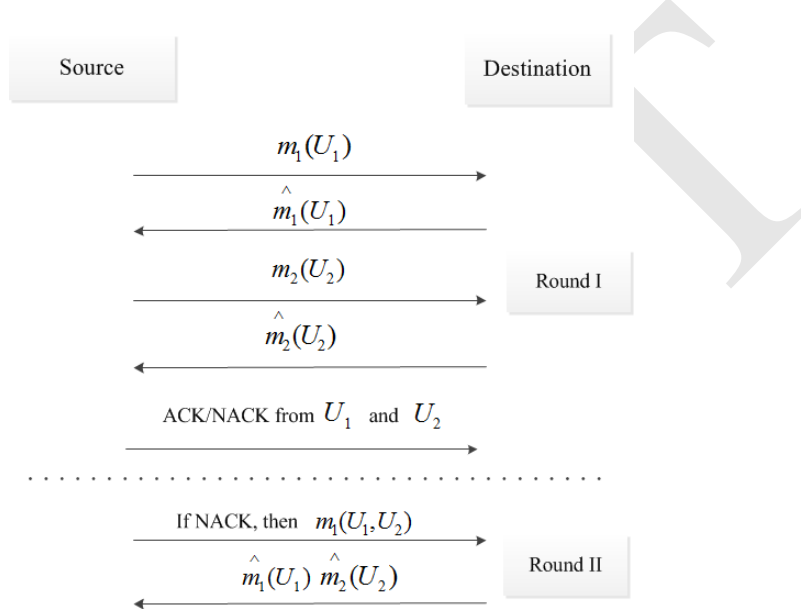 Source
Destination
m₁(U₁)
m̂₁(U₁)
m₂(U₂)
Round I
m̂₂(U₂)
ACK/NACK from U₁ and U₂
If NACK, then m₁(U₁,U₂)
m̂₁(U₁) m̂₂(U₂)
Round II